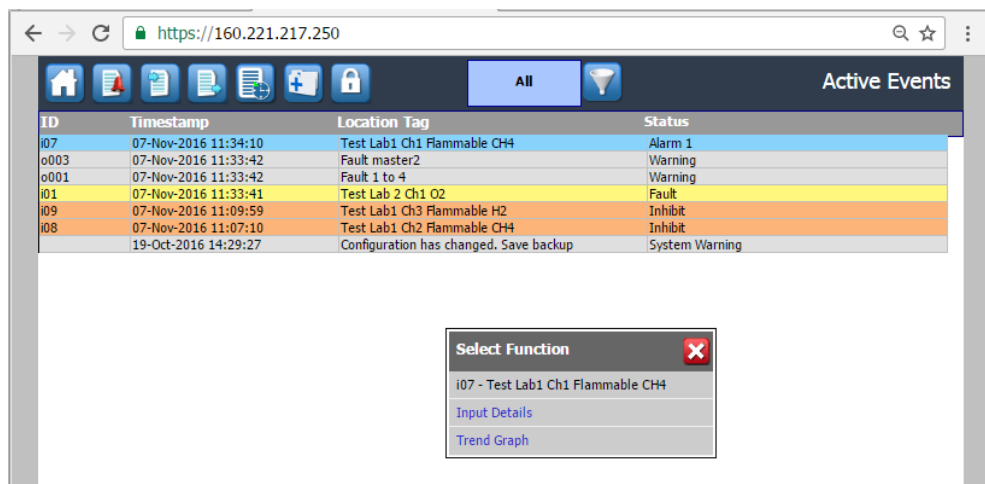 https://160.221.217.250
All
Active Events
ID Timestamp Location Tag Status
i07 07-Nov-2016 11:34:10 Test Lab1 Ch1 Flammable CH4 Alarm 1
o003 07-Nov-2016 11:33:42 Fault master2 Warning
o001 07-Nov-2016 11:33:42 Fault 1 to 4 Warning
i01 07-Nov-2016 11:33:41 Test Lab 2 Ch1 O2 Fault
i09 07-Nov-2016 11:09:59 Test Lab1 Ch3 Flammable H2 Inhibit
i08 07-Nov-2016 11:07:10 Test Lab1 Ch2 Flammable CH4 Inhibit
19-Oct-2016 14:29:27 Configuration has changed. Save backup System Warning
Select Function
i07 - Test Lab1 Ch1 Flammable CH4
Input Details
Trend Graph